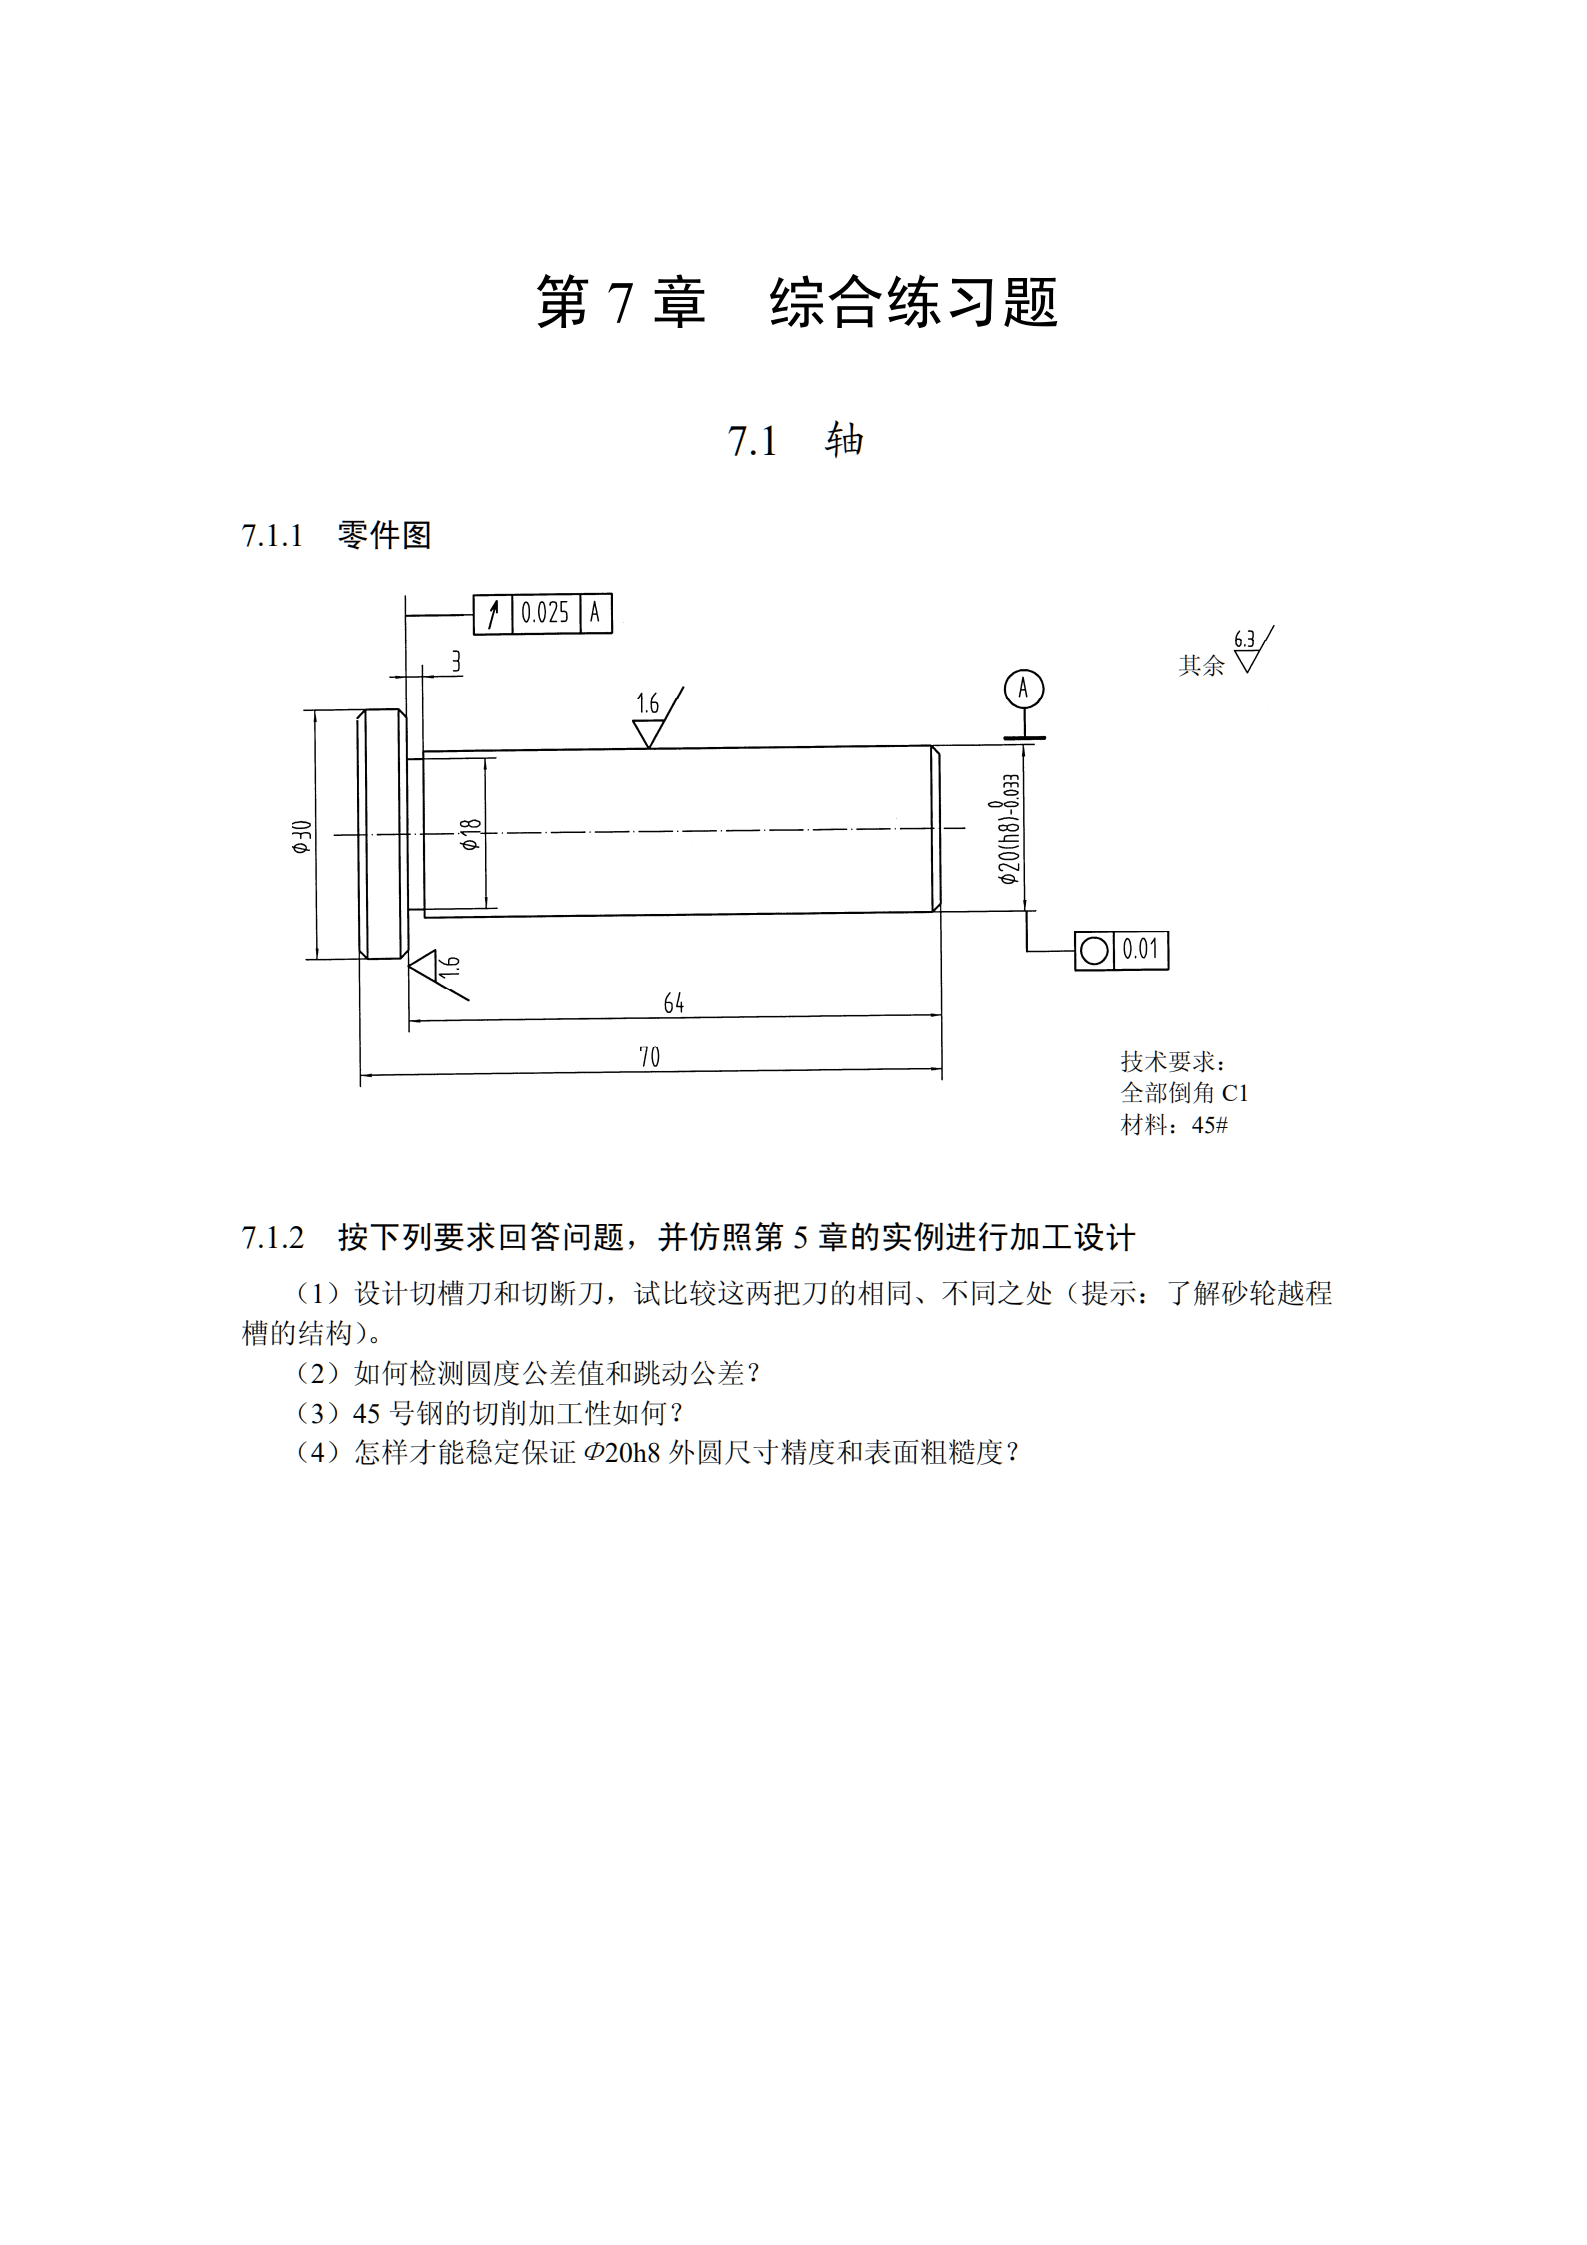 第 7 章 综合练习题
7.1 轴
7.1.1 零件图
0.025 A
3
6.3
其余
1.6
A
φ30
φ18
φ20(h8) 0 -0.033
1.6
0.01
64
70
技术要求：
全部倒角 C1
材料：45#
7.1.2 按下列要求回答问题，并仿照第 5 章的实例进行加工设计
（1）设计切槽刀和切断刀，试比较这两把刀的相同、不同之处（提示：了解砂轮越程
槽的结构）。
（2）如何检测圆度公差值和跳动公差？
（3）45 号钢的切削加工性如何？
（4）怎样才能稳定保证 Φ20h8 外圆尺寸精度和表面粗糙度？